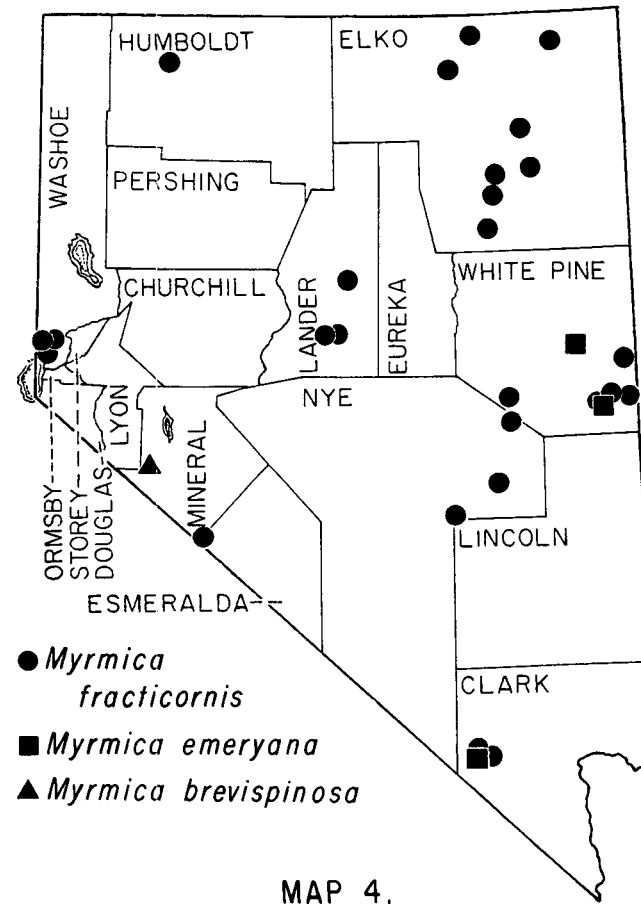 HUMBOLDT
ELKO
WASHOE
PERSHING
CHURCHILL
LANDER
EUREKA
WHITE PINE
LYON
NYE
MINERAL
ORMSBY
STOREY
DOUGLAS
LINCOLN
ESMERALDA
CLARK
Myrmica
fracticornis
Myrmica emeryana
Myrmica brevispinosa
MAP 4.